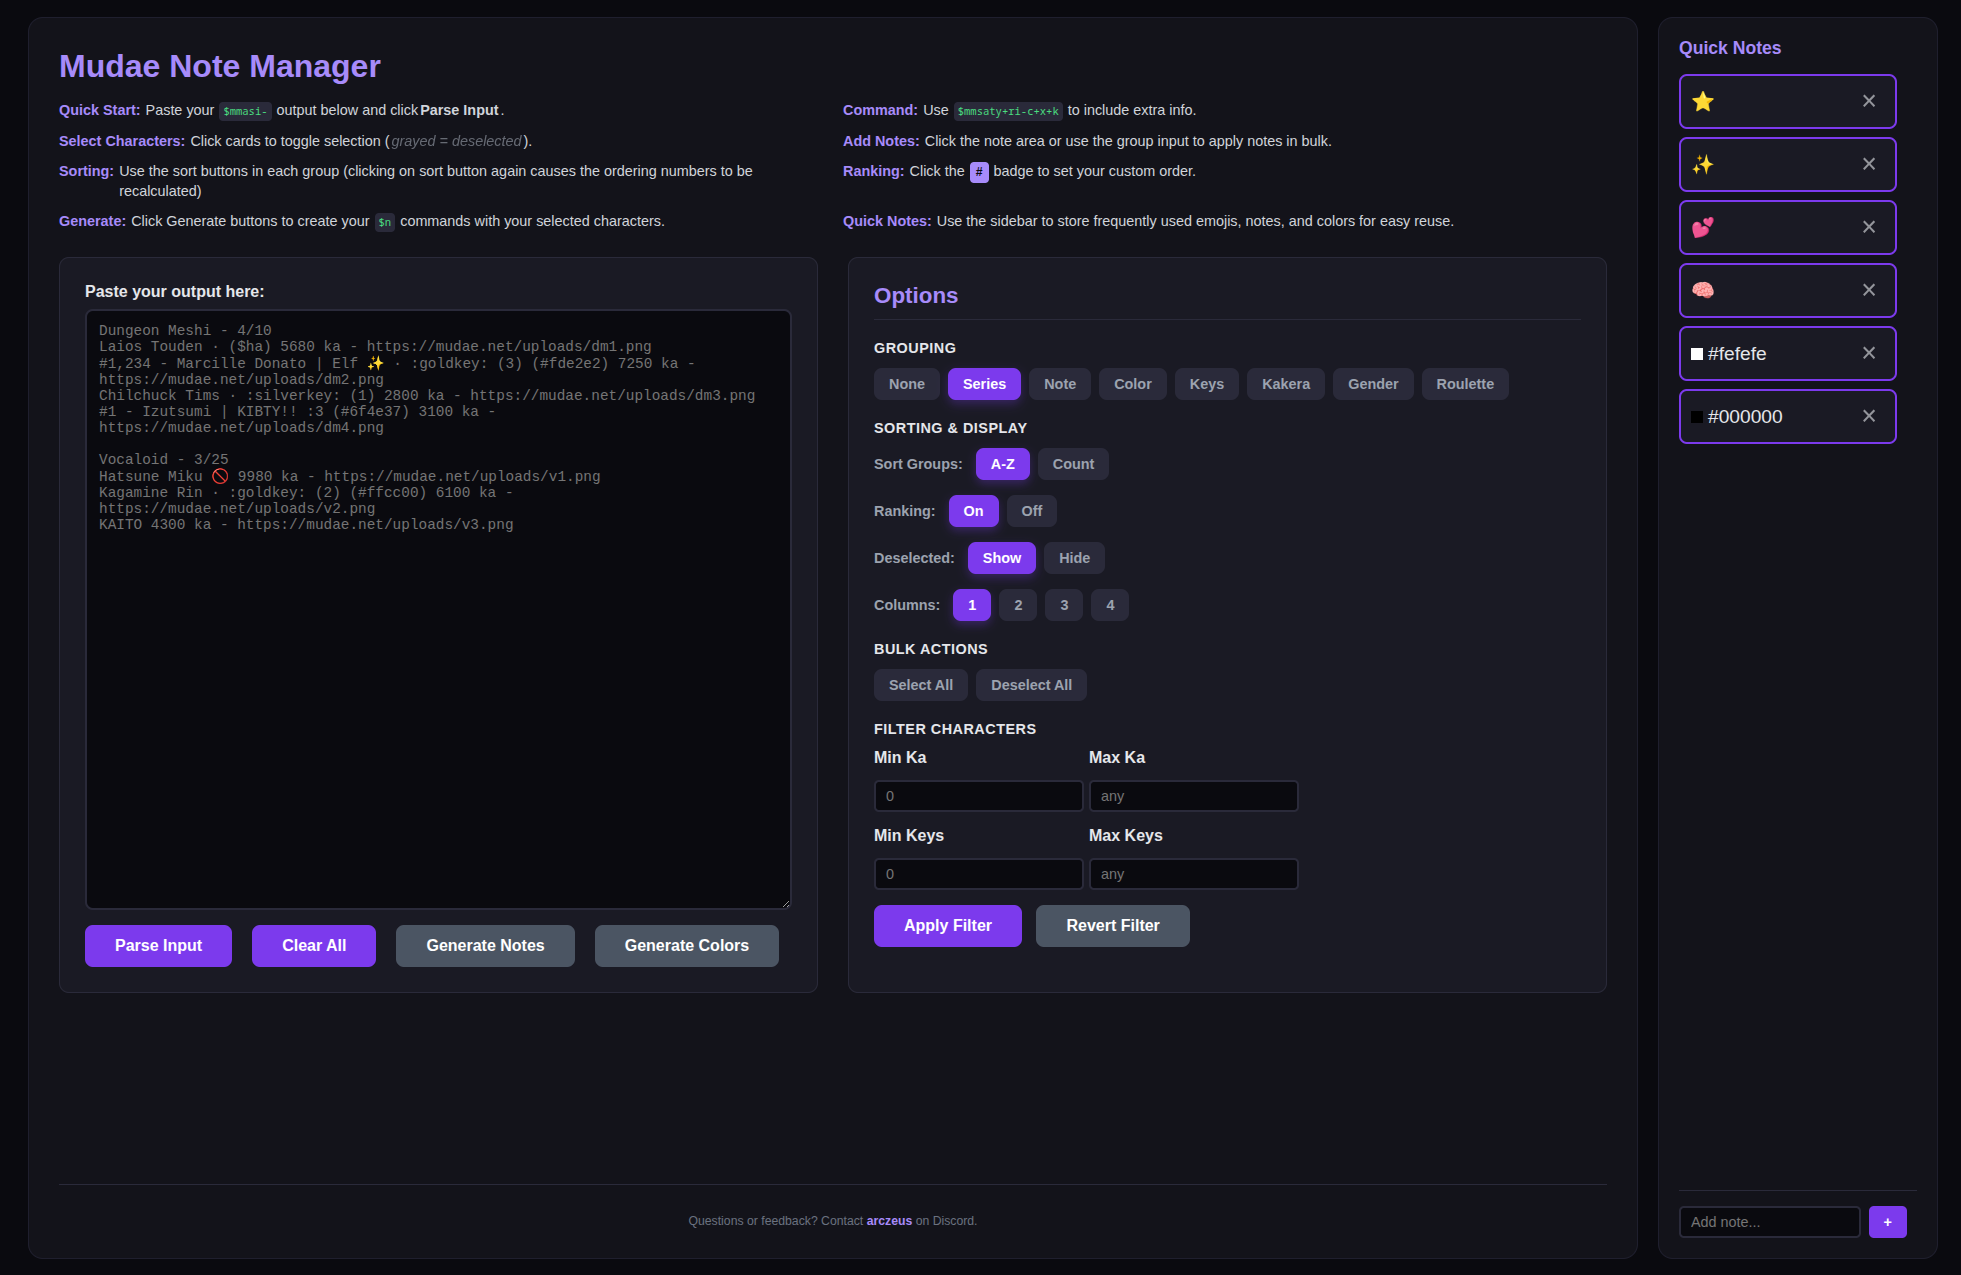 Mudae Note Manager
Quick Start: Paste your $mmasi- output below and click Parse Input.
Command: Use $mmsaty+ri-c+x+k to include extra info.
Select Characters: Click cards to toggle selection (grayed = deselected).
Add Notes: Click the note area or use the group input to apply notes in bulk.
Sorting: Use the sort buttons in each group (clicking on sort button again causes the ordering numbers to be
recalculated)
Ranking: Click the # badge to set your custom order.
Generate: Click Generate buttons to create your $n commands with your selected characters.
Quick Notes: Use the sidebar to store frequently used emojis, notes, and colors for easy reuse.
Paste your output here:
Dungeon Meshi - 4/10
Laios Touden · ($ha) 5680 ka - https://mudae.net/uploads/dm1.png
#1,234 - Marcille Donato | Elf ✨ · :goldkey: (3) (#fde2e2) 7250 ka -
https://mudae.net/uploads/dm2.png
Chilchuck Tims · :silverkey: (1) 2800 ka - https://mudae.net/uploads/dm3.png
#1 - Izutsumi | KIBTY!! :3 (#6f4e37) 3100 ka -
https://mudae.net/uploads/dm4.png
Vocaloid - 3/25
Hatsune Miku 🚫 9980 ka - https://mudae.net/uploads/v1.png
Kagamine Rin · :goldkey: (2) (#ffcc00) 6100 ka -
https://mudae.net/uploads/v2.png
KAITO 4300 ka - https://mudae.net/uploads/v3.png
Parse Input
Clear All
Generate Notes
Generate Colors
Options
GROUPING
None
Series
Note
Color
Keys
Kakera
Gender
Roulette
SORTING & DISPLAY
Sort Groups: A-Z Count
Ranking: On Off
Deselected: Show Hide
Columns: 1 2 3 4
BULK ACTIONS
Select All
Deselect All
FILTER CHARACTERS
Min Ka
Max Ka
0
any
Min Keys
Max Keys
0
any
Apply Filter
Revert Filter
Questions or feedback? Contact arczeus on Discord.
Quick Notes
⭐ ×
✨ ×
💕 ×
🧠 ×
#fefefe ×
#000000 ×
Add note...
+